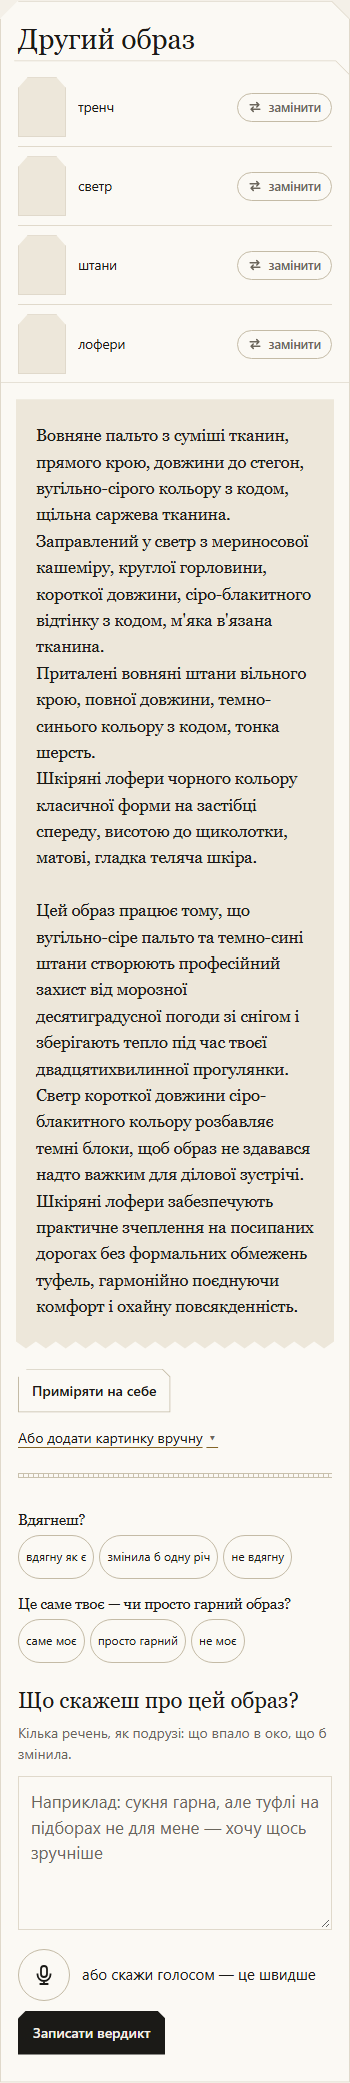 Другий образ
тренч
замінити
светр
замінити
штани
замінити
лофери
замінити
Вовняне пальто з суміші тканин,
прямого крою, довжини до стегон,
вугільно-сірого кольору з кодом,
щільна саржева тканина.
Заправлений у светр з мериносової
кашеміру, круглої горловини,
короткої довжини, сіро-блакитного
відтінку з кодом, м'яка в'язана
тканина.
Приталені вовняні штани вільного
крою, повної довжини, темно-
синього кольору з кодом, тонка
шерсть.
Шкіряні лофери чорного кольору
класичної форми на застібці
спереду, висотою до щиколотки,
матові, гладка теляча шкіра.
Цей образ працює тому, що
вугільно-сіре пальто та темно-сині
штани створюють професійний
захист від морозної
десятиградусної погоди зі снігом і
зберігають тепло під час твоєї
двадцятихвилинної прогулянки.
Светр короткої довжини сіро-
блакитного кольору розбавляє
темні блоки, щоб образ не здавався
надто важким для ділової зустрічі.
Шкіряні лофери забезпечують
практичне зчеплення на посипаних
дорогах без формальних обмежень
туфель, гармонійно поєднуючи
комфорт і охайну повсякденність.
Приміряти на себе
Або додати картинку вручну
Вдягнеш?
вдягну як є
змінила б одну річ
не вдягну
Це саме твоє — чи просто гарний образ?
саме моє
просто гарний
не моє
Що скажеш про цей образ?
Кілька речень, як подрузі: що впало в око, що б
змінила.
Наприклад: сукня гарна, але туфлі на
підборах не для мене — хочу щось
зручніше
або скажи голосом — це швидше
Записати вердикт